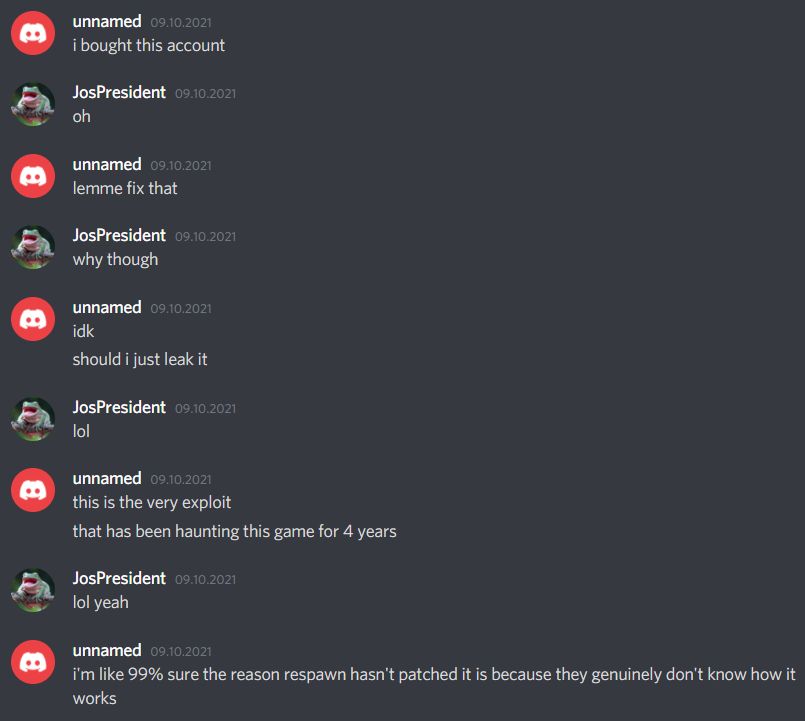 unnamed 09.10.2021
i bought this account
JosPresident 09.10.2021
oh
unnamed 09.10.2021
lemme fix that
JosPresident 09.10.2021
why though
unnamed 09.10.2021
idk
should i just leak it
JosPresident 09.10.2021
lol
unnamed 09.10.2021
this is the very exploit
that has been haunting this game for 4 years
JosPresident 09.10.2021
lol yeah
unnamed 09.10.2021
i'm like 99% sure the reason respawn hasn't patched it is because they genuinely don't know how it
works